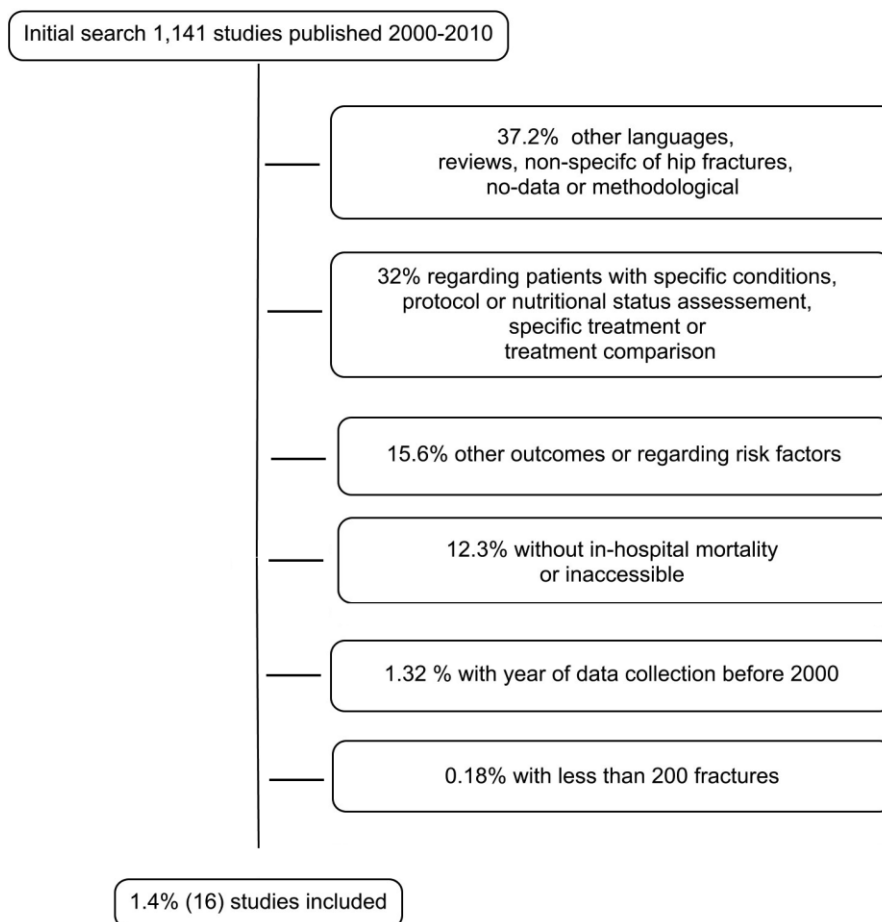 Initial search 1,141 studies published 2000-2010
37.2% other languages,
reviews, non-specifc of hip fractures,
no-data or methodological
32% regarding patients with specific conditions,
protocol or nutritional status assessement,
specific treatment or
treatment comparison
15.6% other outcomes or regarding risk factors
12.3% without in-hospital mortality
or inaccessible
1.32 % with year of data collection before 2000
0.18% with less than 200 fractures
1.4% (16) studies included